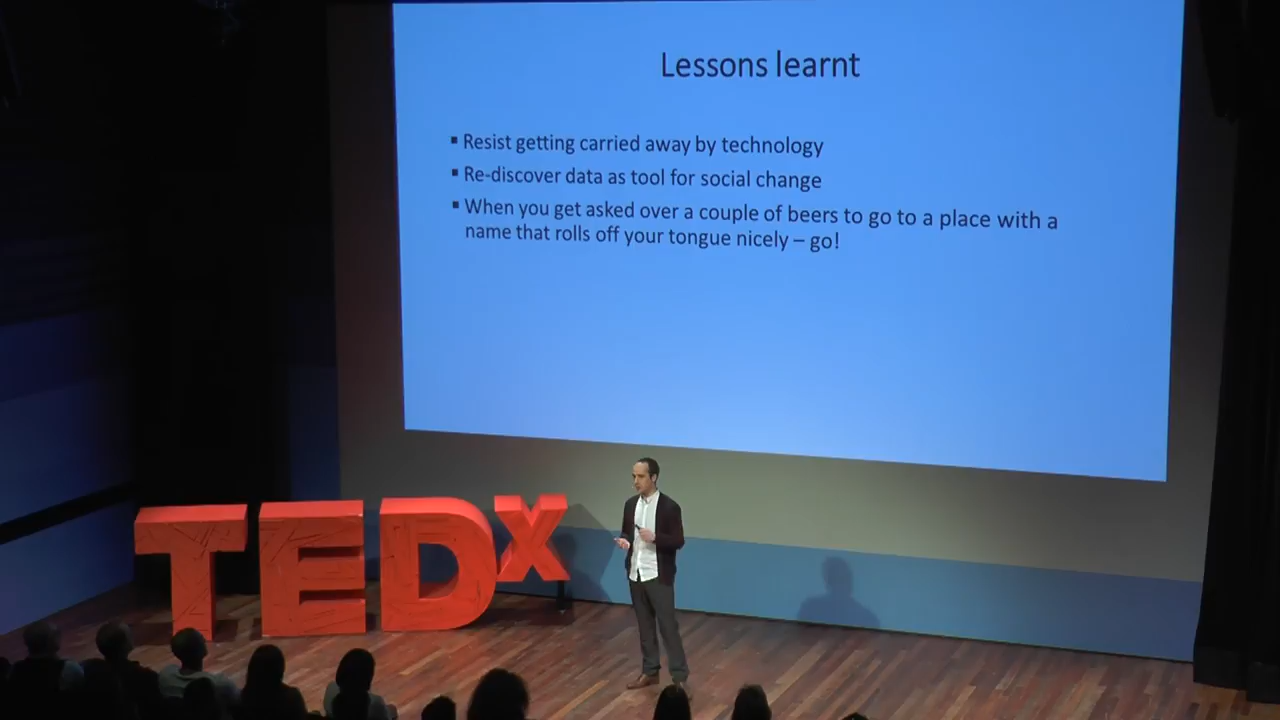 Lessons learnt
▪ Resist getting carried away by technology
▪ Re-discover data as tool for social change
▪ When you get asked over a couple of beers to go to a place with a
name that rolls off your tongue nicely – go!
TEDx